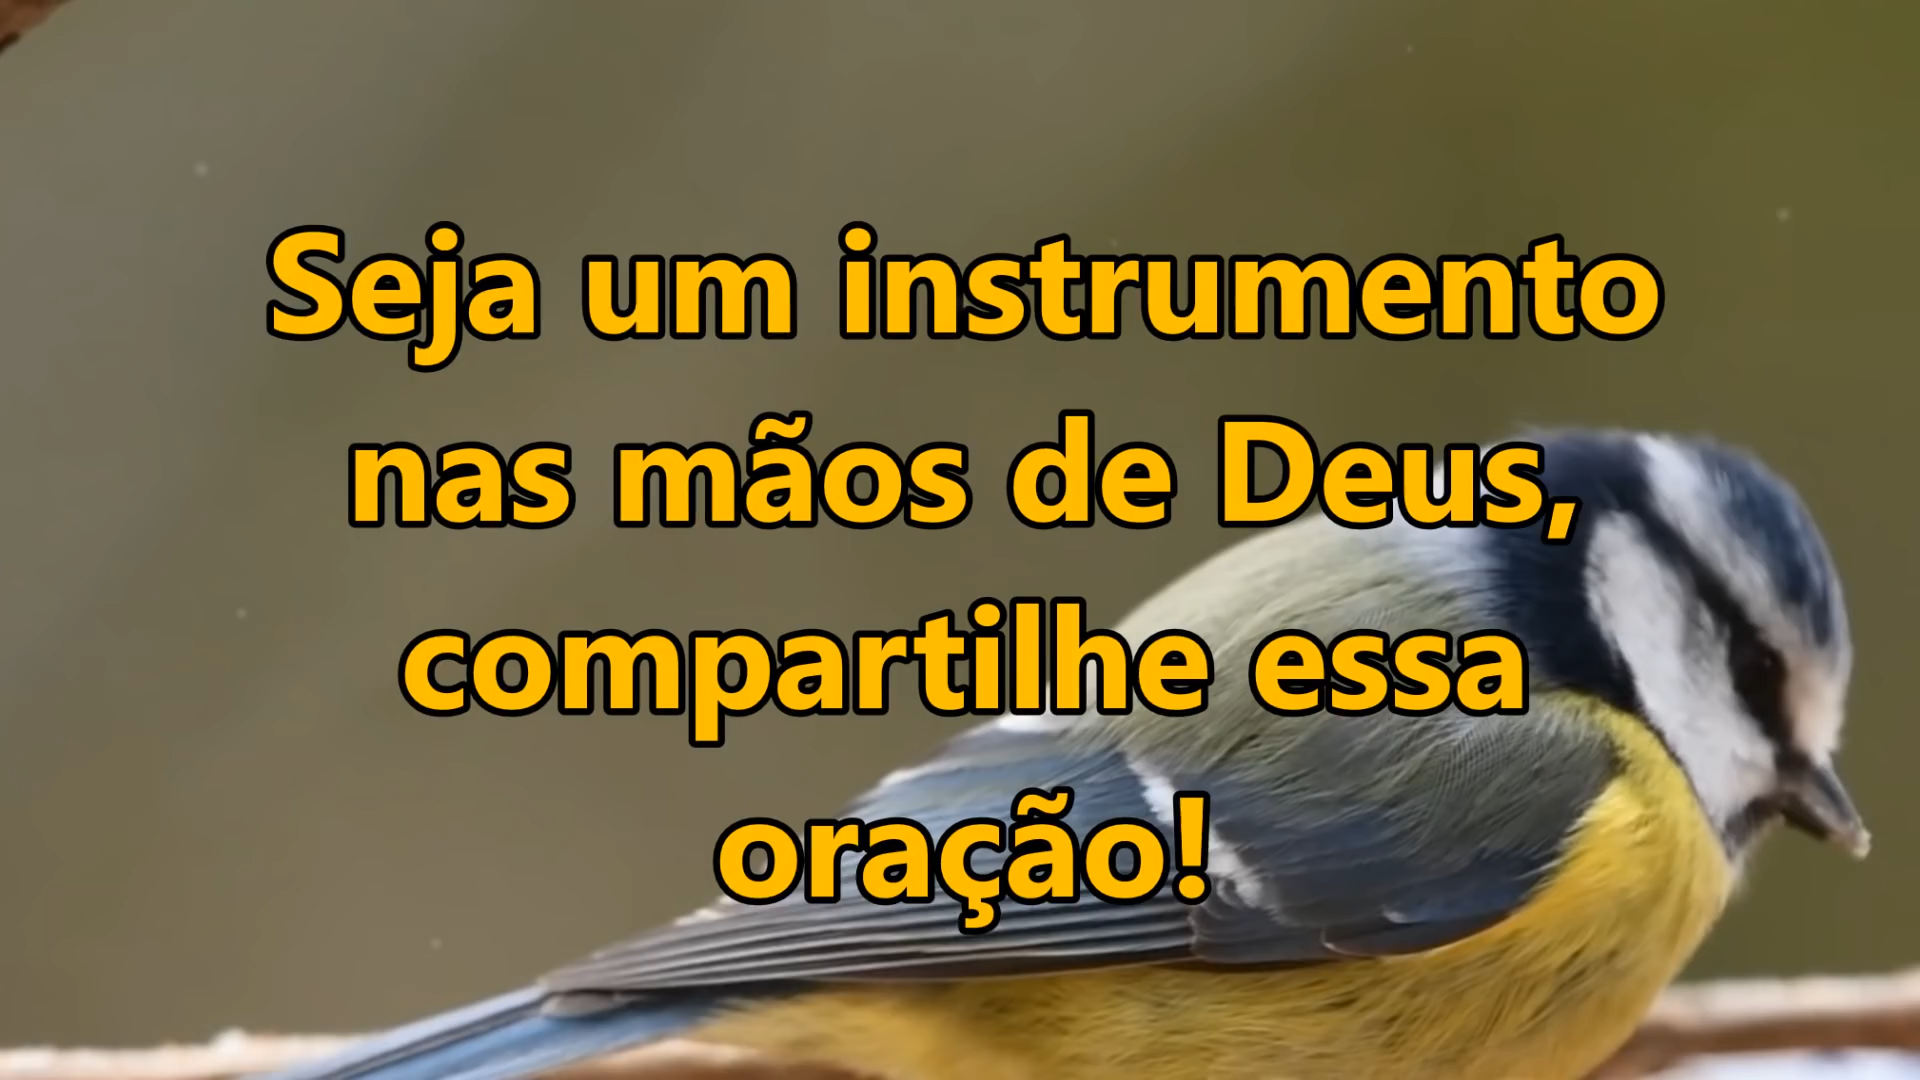 Seja um instrumento
nas mãos de Deus,
compartilhe essa
oração!